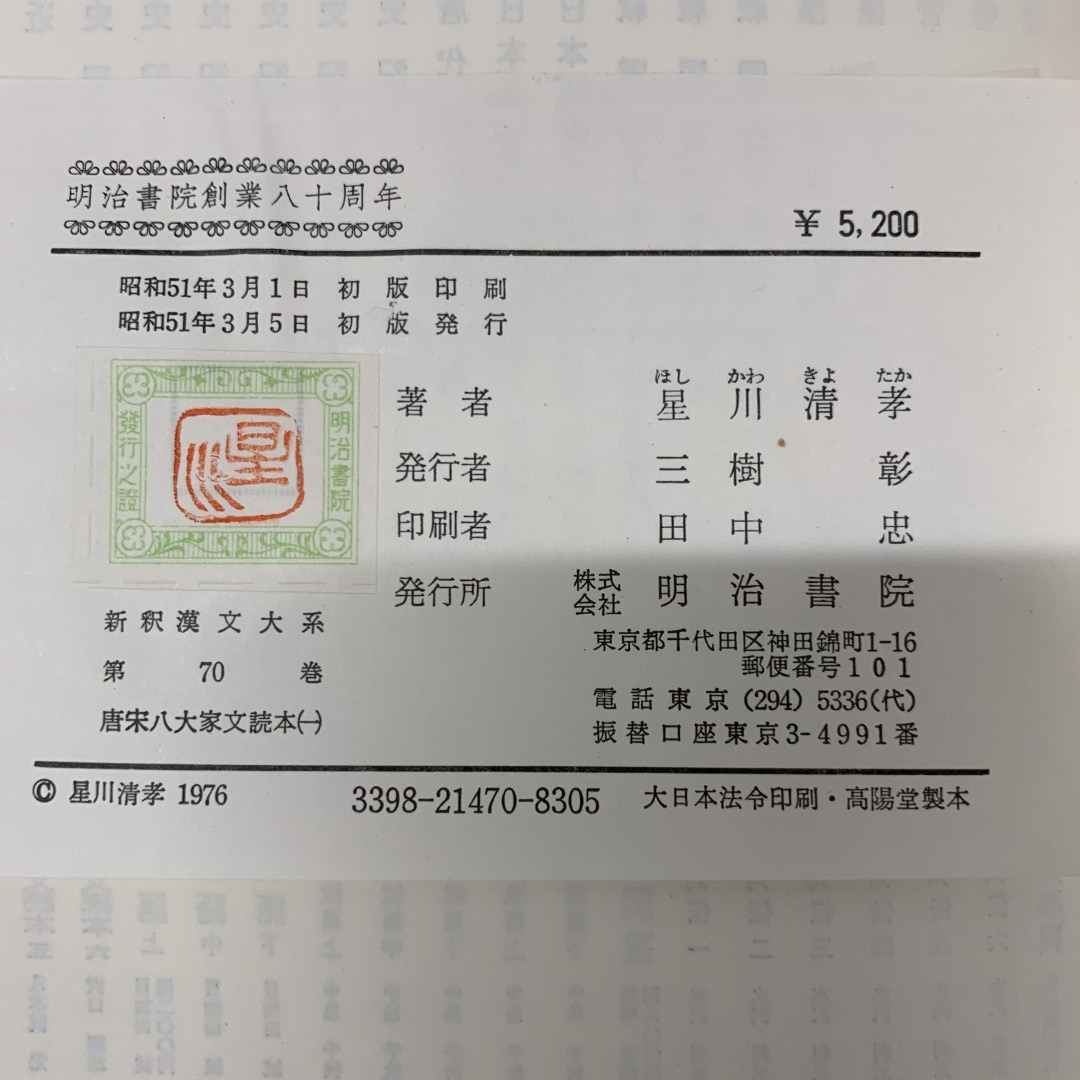 明治書院創業八十周年
￥ 5,200
昭和51年3月1日 初版印刷
昭和51年3月5日 初版発行
發行之證
明治書院
星川
ほし かわ きよ たか
著者 星川清孝
発行者 三樹 彰
印刷者 田中 忠
発行所 株式会社 明治書院
東京都千代田区神田錦町1-16
郵便番号101
電話東京 (294) 5336(代)
振替口座東京3-4991番
新釈漢文大系
第 70 巻
唐宋八大家文読本㈠
© 星川清孝 1976
3398-21470-8305
大日本法令印刷・髙陽堂製本